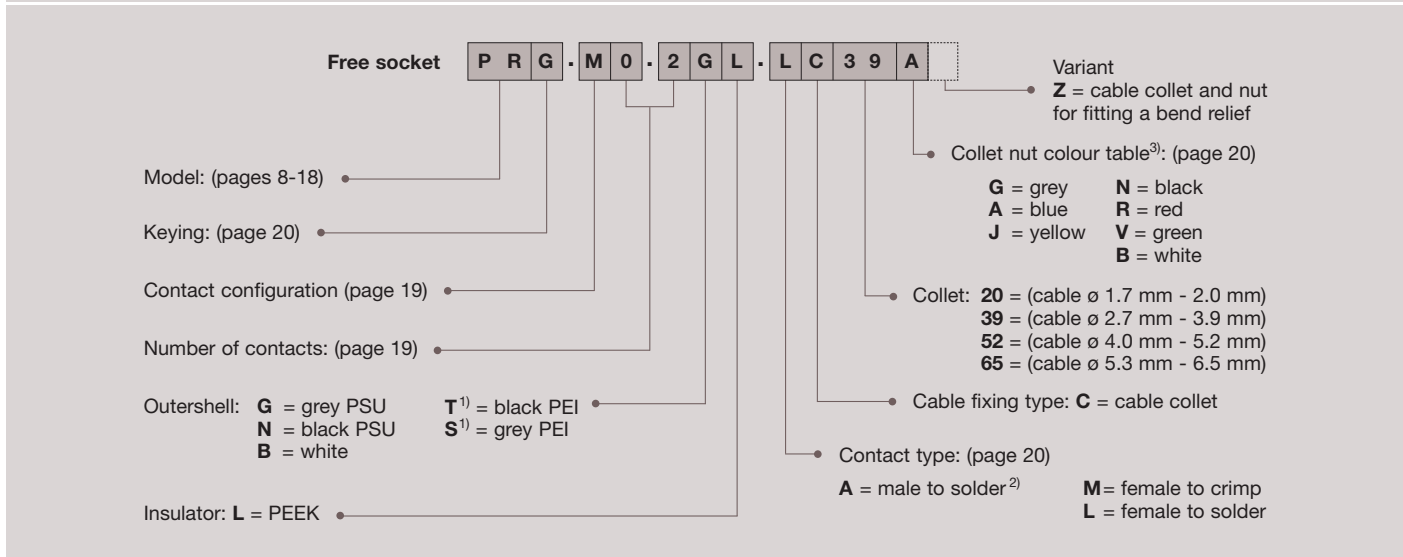 Free socket P R G . M 0 . 2 G L . L C 3 9 A
Variant
Z = cable collet and nut
for fitting a bend relief
Collet nut colour table3): (page 20)
G = grey N = black
A = blue R = red
J = yellow V = green
B = white
Model: (pages 8-18)
Keying: (page 20)
Contact configuration (page 19)
Number of contacts: (page 19)
Collet: 20 = (cable ø 1.7 mm - 2.0 mm)
39 = (cable ø 2.7 mm - 3.9 mm)
52 = (cable ø 4.0 mm - 5.2 mm)
65 = (cable ø 5.3 mm - 6.5 mm)
Outershell: G = grey PSU T1) = black PEI
N = black PSU S1) = grey PEI
B = white
Cable fixing type: C = cable collet
Contact type: (page 20)
A = male to solder2) M= female to crimp
L = female to solder
Insulator: L = PEEK